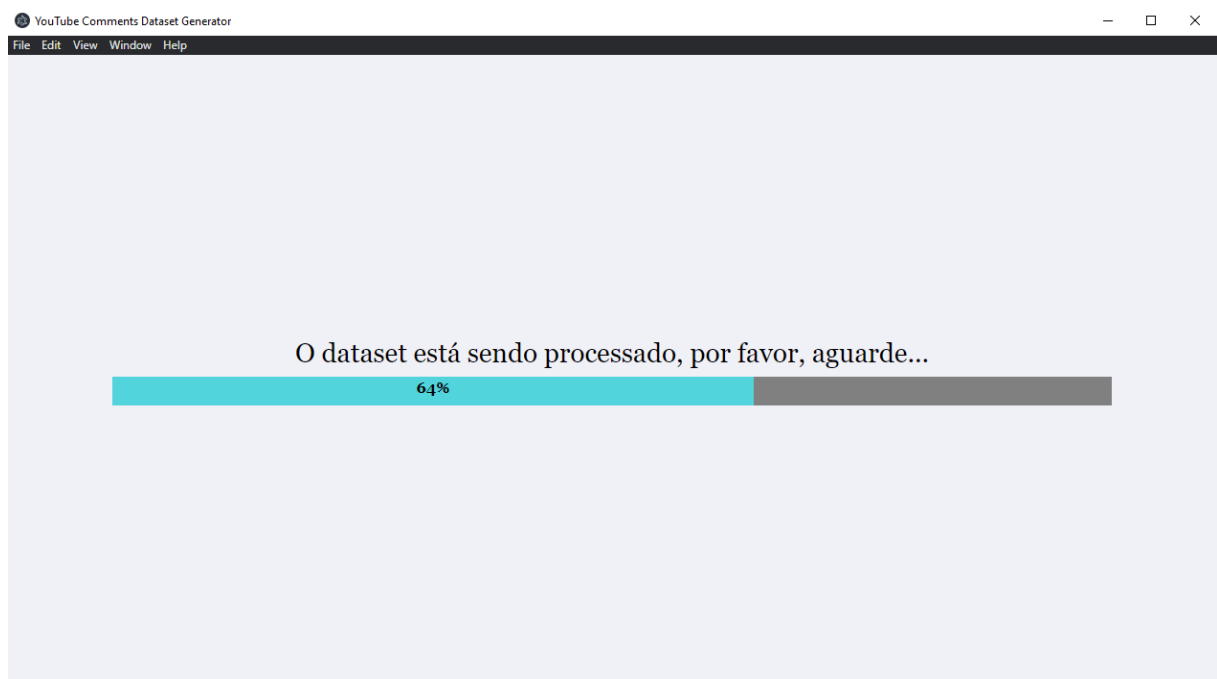 YouTube Comments Dataset Generator
File Edit View Window Help
O dataset está sendo processado, por favor, aguarde...
64%